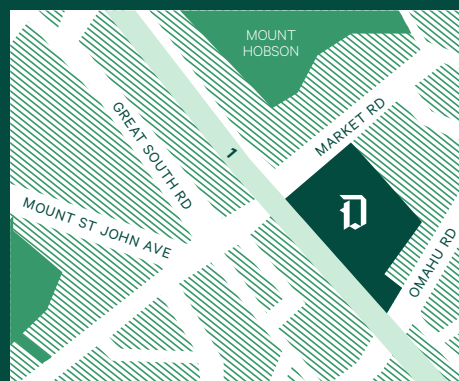 MOUNT
HOBSON
GREAT SOUTH RD
MARKET RD
1
D
MOUNT ST JOHN AVE
OMAHU RD